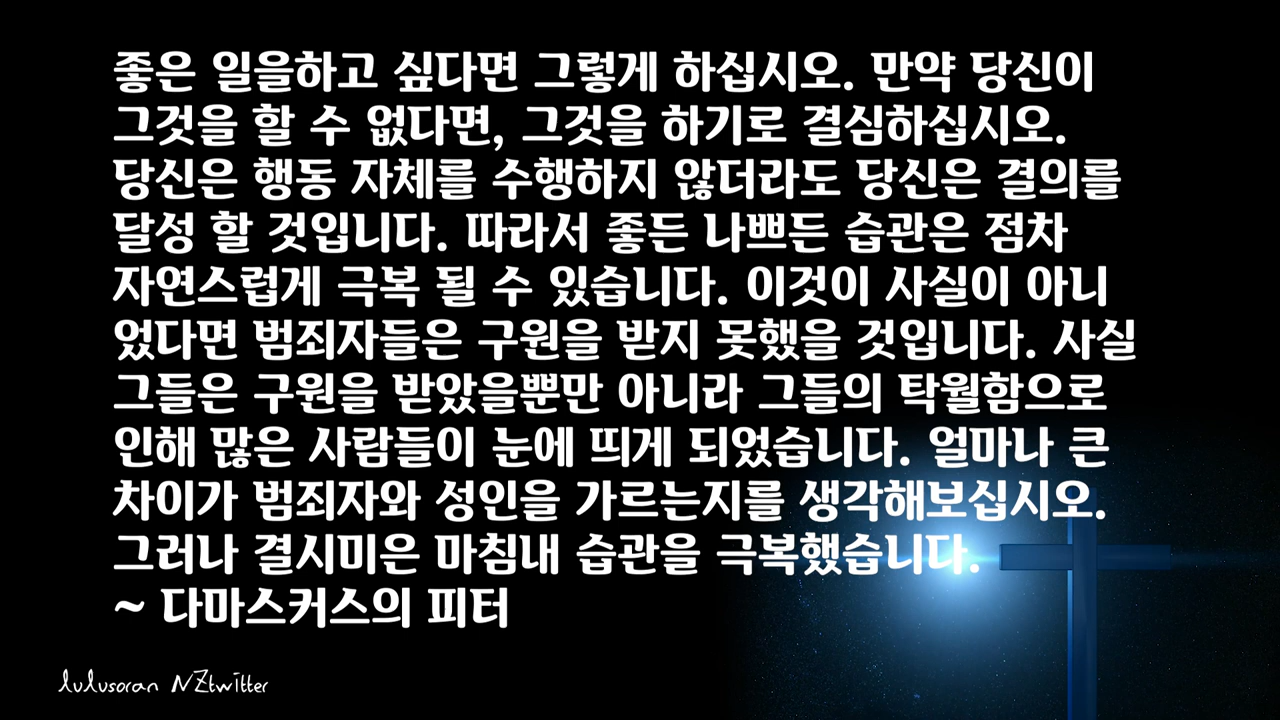 좋은 일을하고 싶다면 그렇게 하십시오. 만약 당신이
그것을 할 수 없다면, 그것을 하기로 결심하십시오.
당신은 행동 자체를 수행하지 않더라도 당신은 결의를
달성 할 것입니다. 따라서 좋든 나쁘든 습관은 점차
자연스럽게 극복 될 수 있습니다. 이것이 사실이 아니
었다면 범죄자들은 구원을 받지 못했을 것입니다. 사실
그들은 구원을 받았을뿐만 아니라 그들의 탁월함으로
인해 많은 사람들이 눈에 띄게 되었습니다. 얼마나 큰
차이가 범죄자와 성인을 가르는지를 생각해보십시오.
그러나 결시미은 마침내 습관을 극복했습니다.
~ 다마스커스의 피터
lulusoran NZtwitter